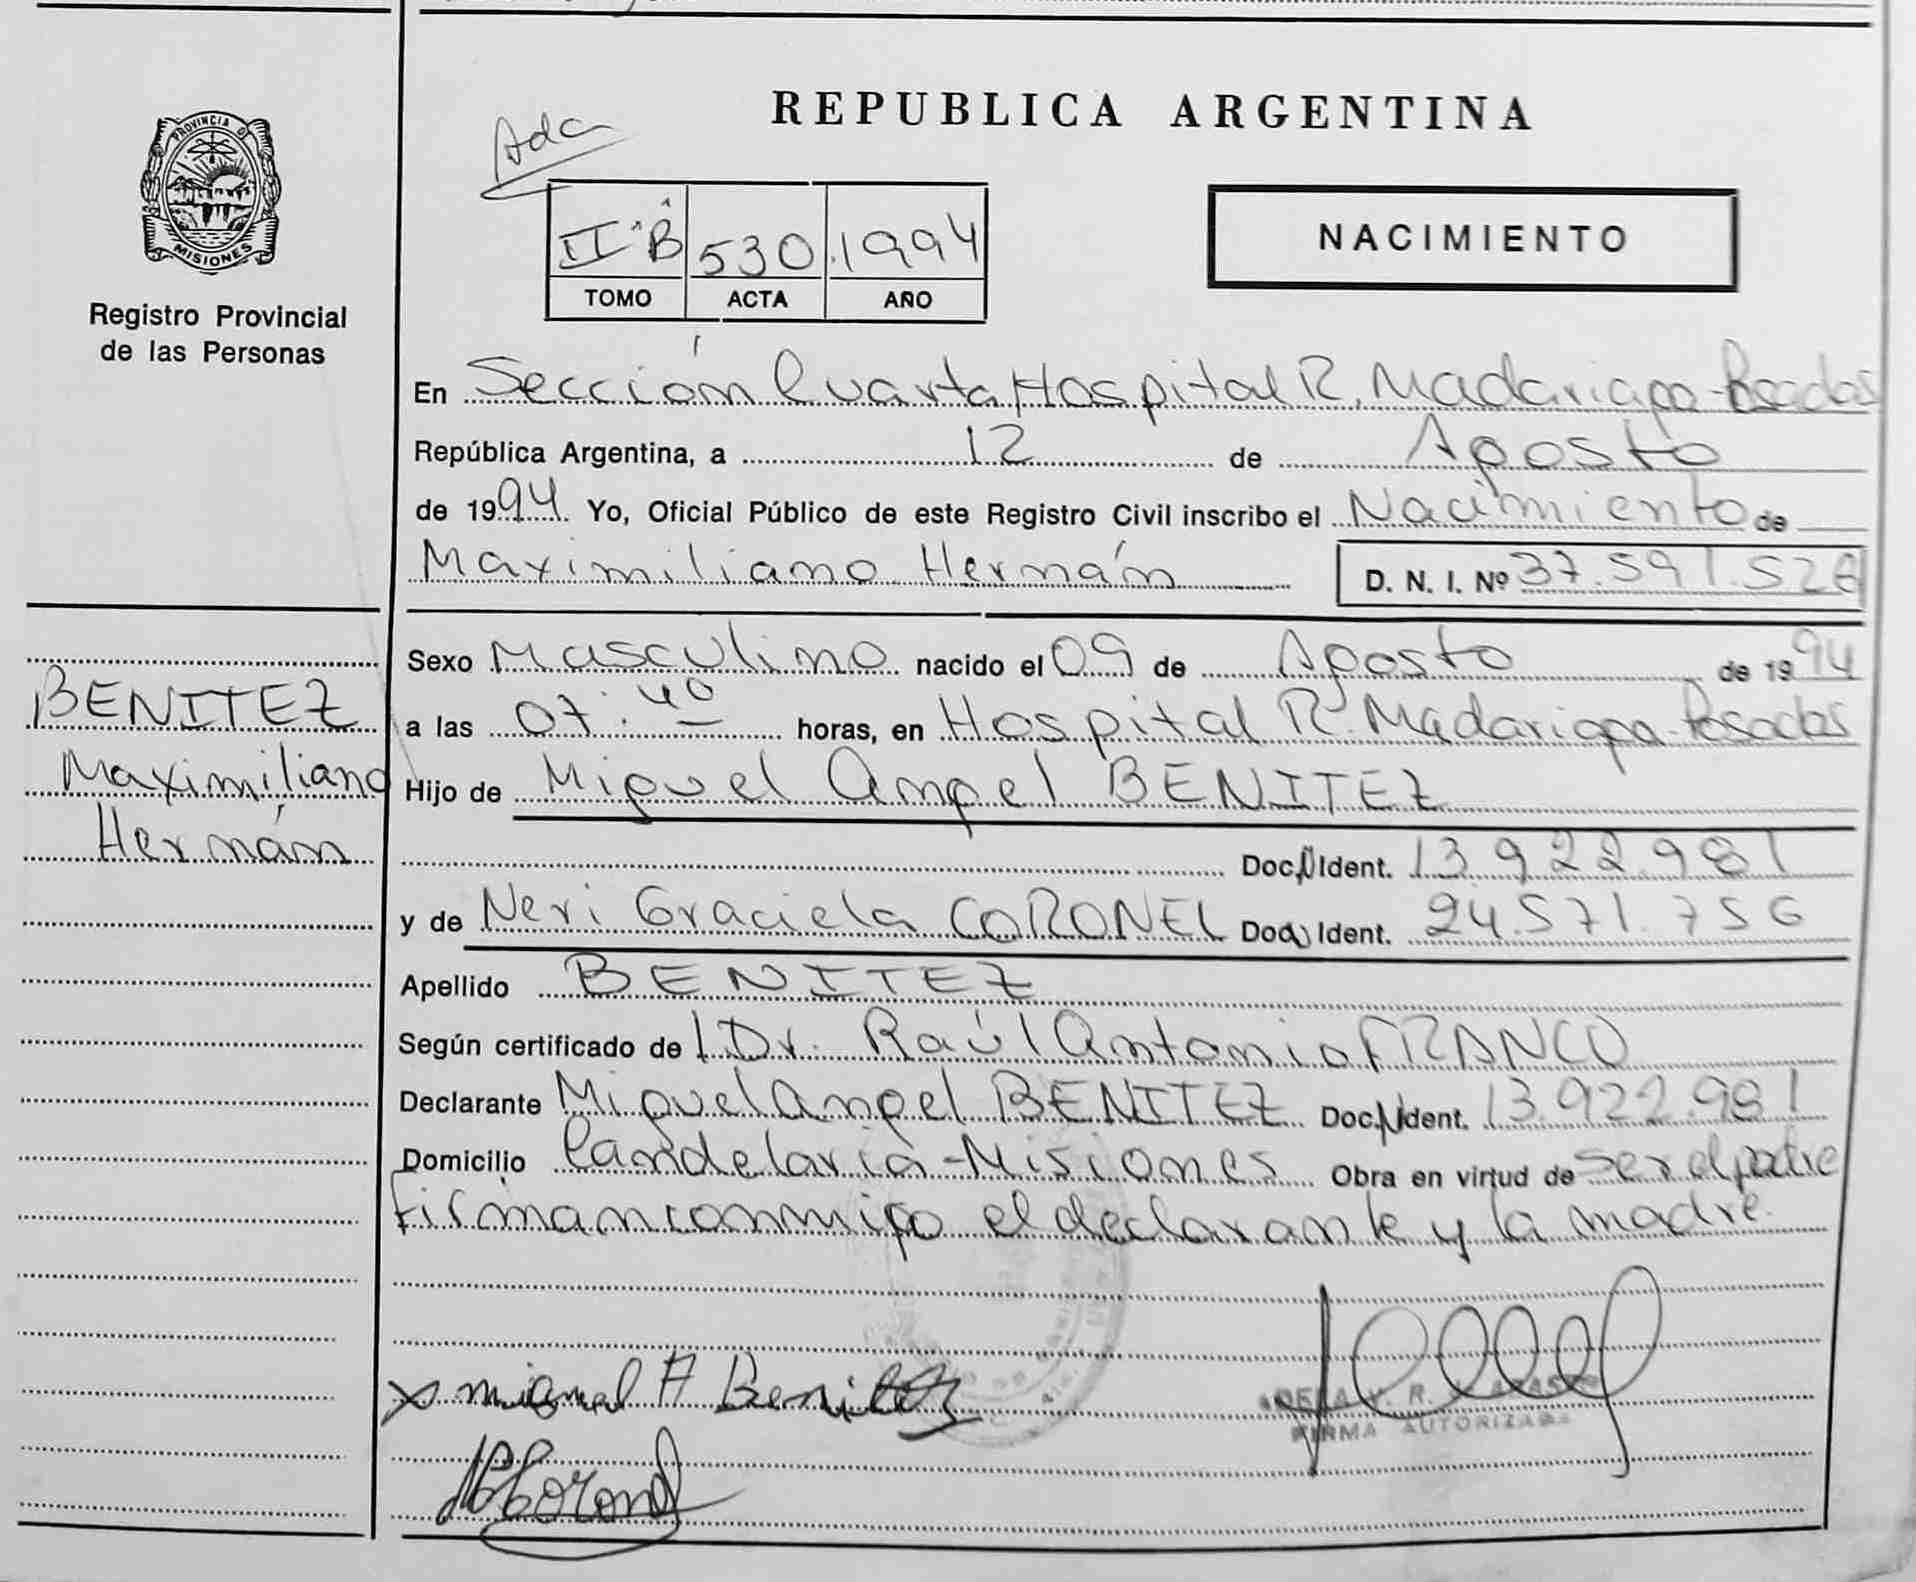 PROVINCIA D
MISIONES
Registro Provincial
de las Personas
BENITEZ
Maximiliano
Hernán
REPUBLICA ARGENTINA
Ada
II "B" 530 1994
TOMO ACTA AÑO
NACIMIENTO
En Sección Cuarta Hospital R. Madariaga-Posadas
República Argentina, a 12 de Agosto
de 1994 Yo, Oficial Público de este Registro Civil inscribo el Nacimiento de
Maximiliano Hernán D. N. I. Nº 37.591.526
Sexo Masculino nacido el 09 de Agosto de 1994
a las 07:40 horas, en Hospital R. Madariaga-Posadas
Hijo de Miguel Angel BENITEZ
Doc. N Ident. 13.922.981
y de Neri Graciela CORONEL Doc. N Ident. 24.571.756
Apellido BENITEZ
Según certificado de l Dr. Raúl Antonio FRANCO
Declarante Miguel Angel BENITEZ Doc. N Ident. 13.922.981
Domicilio Candelaria-Misiones Obra en virtud de ser el padre
Firman conmigo el declarante y la madre.
x miguel A Benitez
FIRMA AUTORIZADA